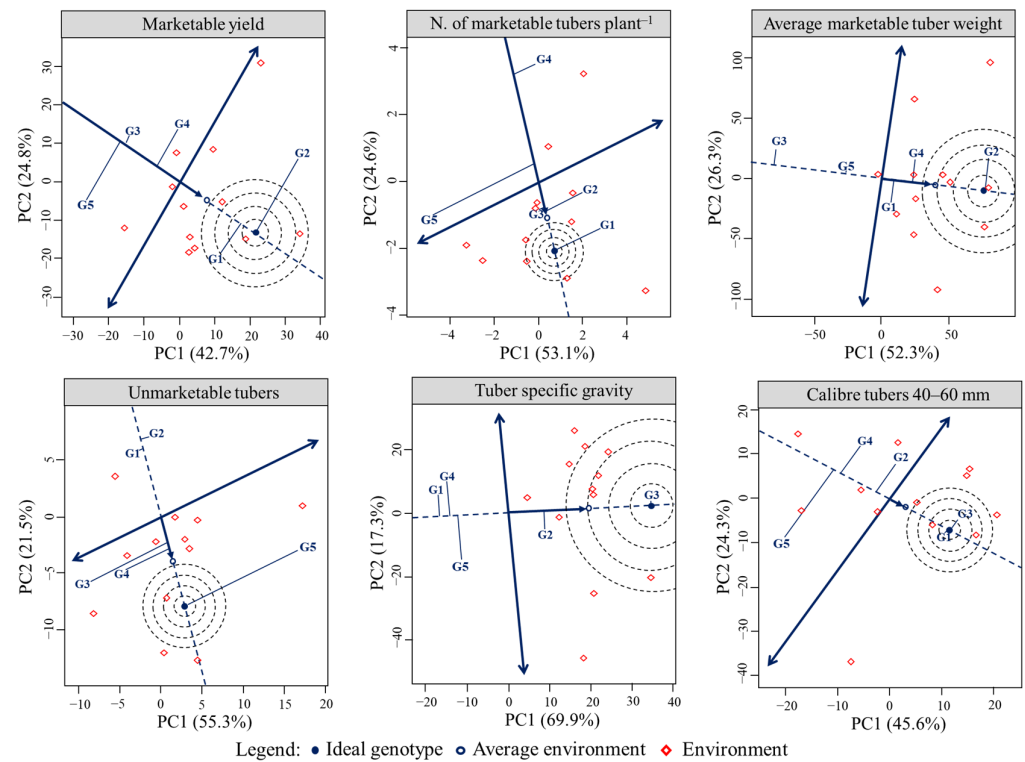 Marketable yield
N. of marketable tubers plant⁻¹
Average marketable tuber weight
PC2 (24.8%)
30
20
10
0
−10
−20
−30
G3
G4
G2
G5
G1
−30
−20
−10
0
10
20
30
40
PC1 (42.7%)
PC2 (24.6%)
4
2
0
−2
−4
G4
G5
G2
G3
G1
−4
−2
0
2
4
PC1 (53.1%)
PC2 (26.3%)
100
50
0
−50
−100
G3
G5
G4
G2
G1
−50
0
50
PC1 (52.3%)
Unmarketable tubers
Tuber specific gravity
Calibre tubers 40–60 mm
PC2 (21.5%)
5
0
−5
−10
G2
G1
G5
G4
G3
−10
−5
0
5
10
15
20
PC1 (55.3%)
PC2 (17.3%)
20
0
−20
−40
G4
G1
G3
G2
G5
−20
−10
0
10
20
30
40
PC1 (69.9%)
PC2 (24.3%)
20
10
0
−10
−20
−30
−40
G4
G2
G3
G1
G5
−20
−10
0
10
20
PC1 (45.6%)
Legend: Ideal genotype Average environment Environment